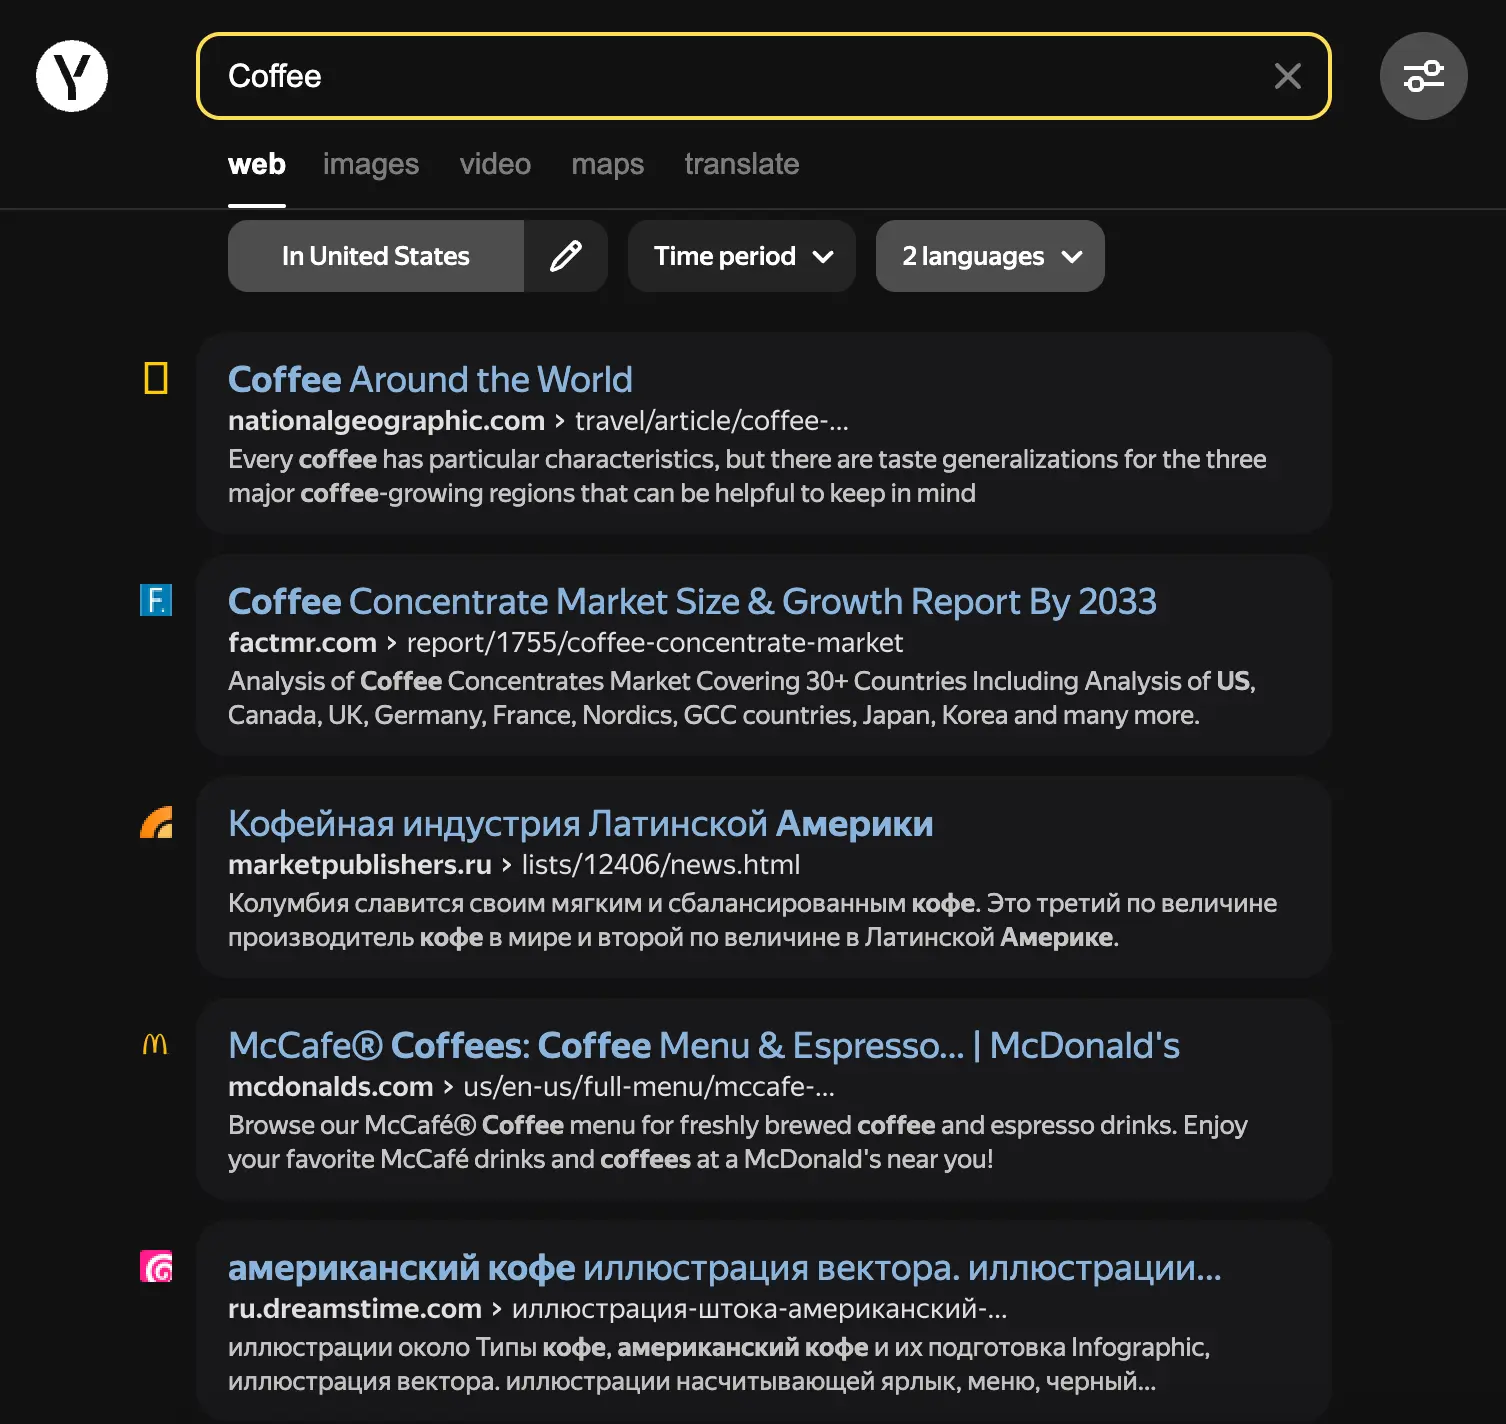 Y
Coffee
web images video maps translate
In United States Time period 2 languages
Coffee Around the World
nationalgeographic.com › travel/article/coffee-...
Every coffee has particular characteristics, but there are taste generalizations for the three
major coffee-growing regions that can be helpful to keep in mind
F.
Coffee Concentrate Market Size & Growth Report By 2033
factmr.com › report/1755/coffee-concentrate-market
Analysis of Coffee Concentrates Market Covering 30+ Countries Including Analysis of US,
Canada, UK, Germany, France, Nordics, GCC countries, Japan, Korea and many more.
Кофейная индустрия Латинской Америки
marketpublishers.ru › lists/12406/news.html
Колумбия славится своим мягким и сбалансированным кофе. Это третий по величине
производитель кофе в мире и второй по величине в Латинской Америке.
McCafe® Coffees: Coffee Menu & Espresso... | McDonald's
mcdonalds.com › us/en-us/full-menu/mccafe-...
Browse our McCafé® Coffee menu for freshly brewed coffee and espresso drinks. Enjoy
your favorite McCafé drinks and coffees at a McDonald's near you!
американский кофе иллюстрация вектора. иллюстрации...
ru.dreamstime.com › иллюстрация-штока-американский-...
иллюстрации около Типы кофе, американский кофе и их подготовка Infographic,
иллюстрация вектора. иллюстрации насчитывающей ярлык, меню, черный...